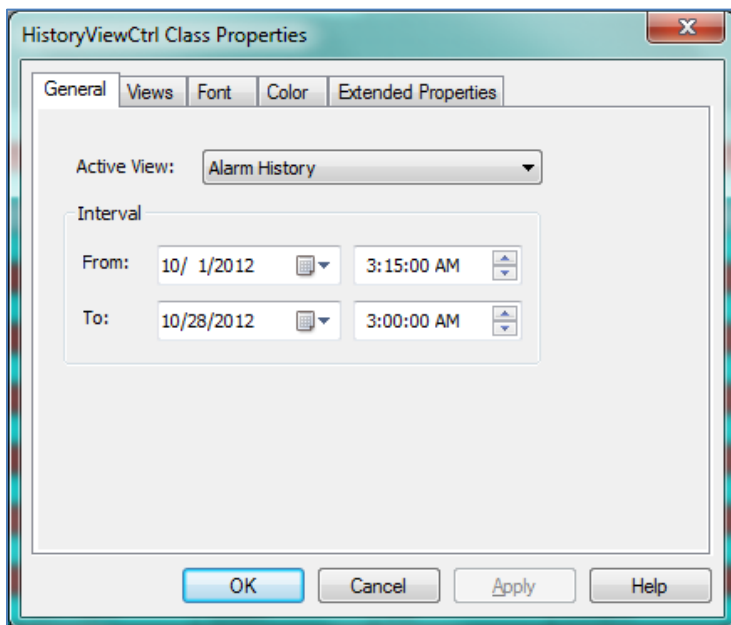 HistoryViewCtrl Class Properties
General Views Font Color Extended Properties
Active View: Alarm History
Interval
From: 10/ 1/2012 3:15:00 AM
To: 10/28/2012 3:00:00 AM
OK Cancel Apply Help